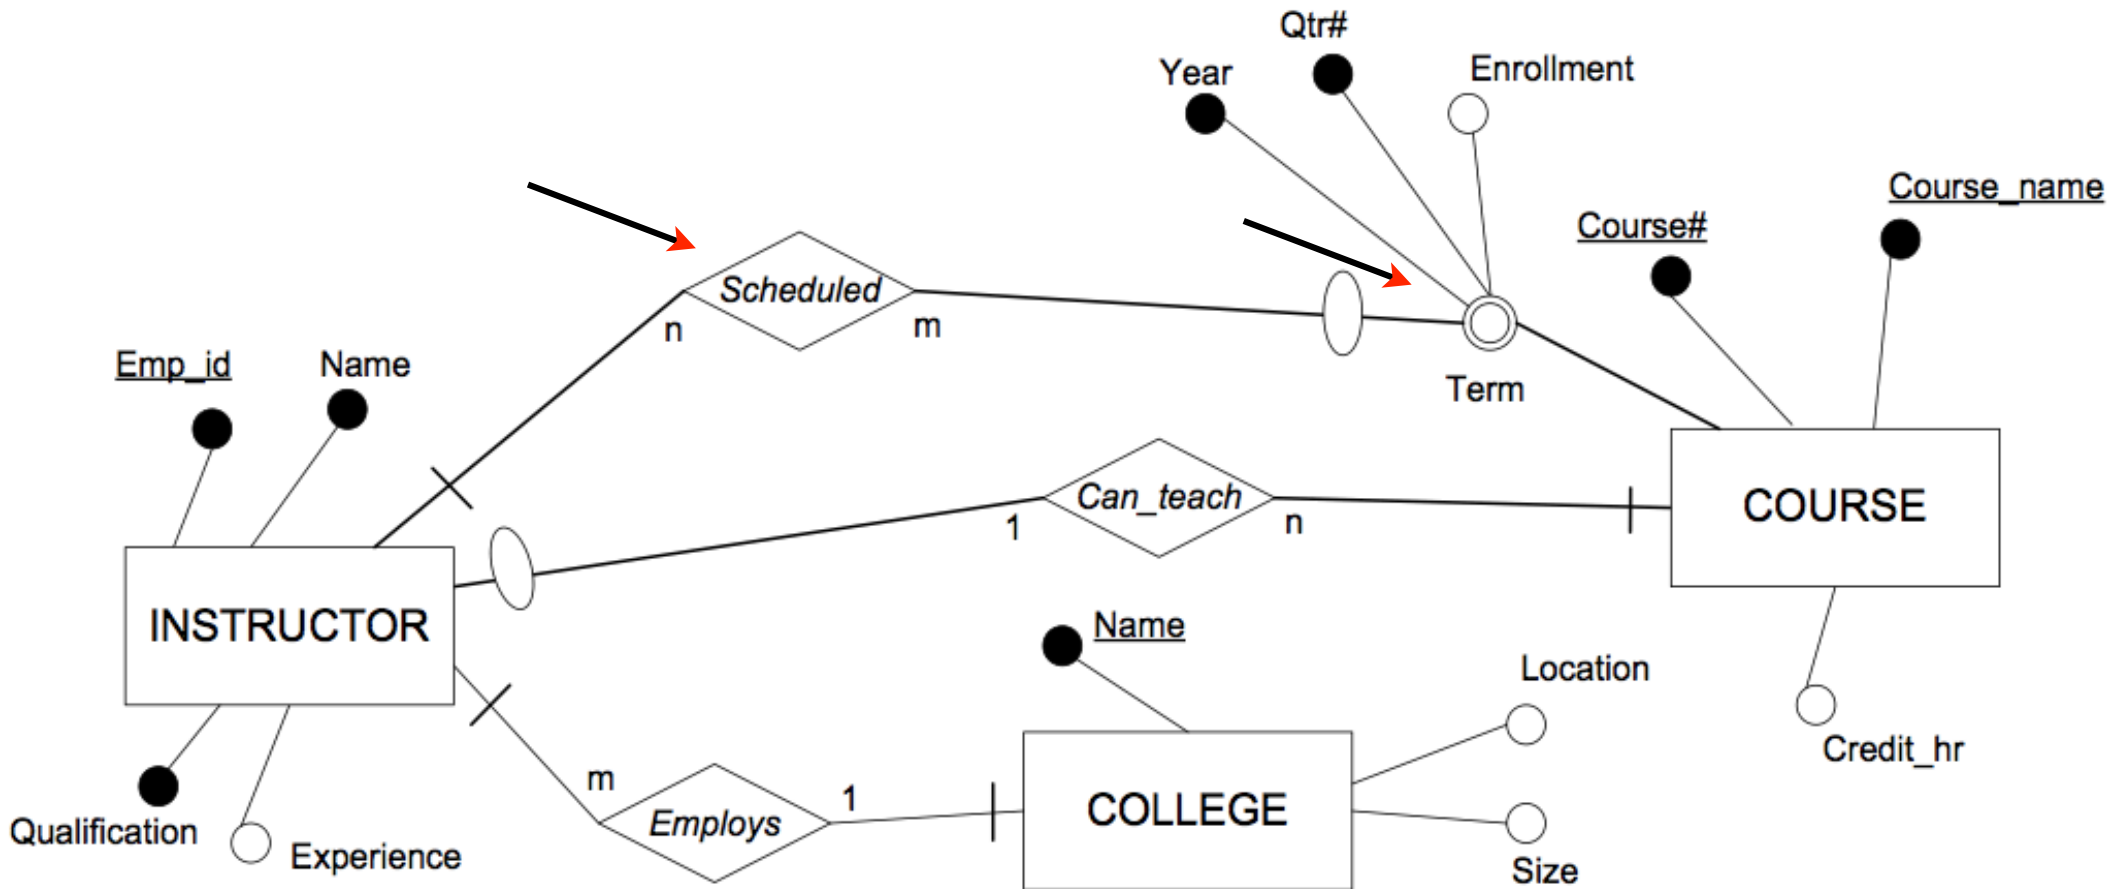 Qtr#
Year
Enrollment
Course_name
Course#
Scheduled
n
m
Term
Emp_id
Name
Can_teach
1
n
COURSE
INSTRUCTOR
Name
Location
Credit_hr
m
1
Employs
COLLEGE
Qualification
Experience
Size